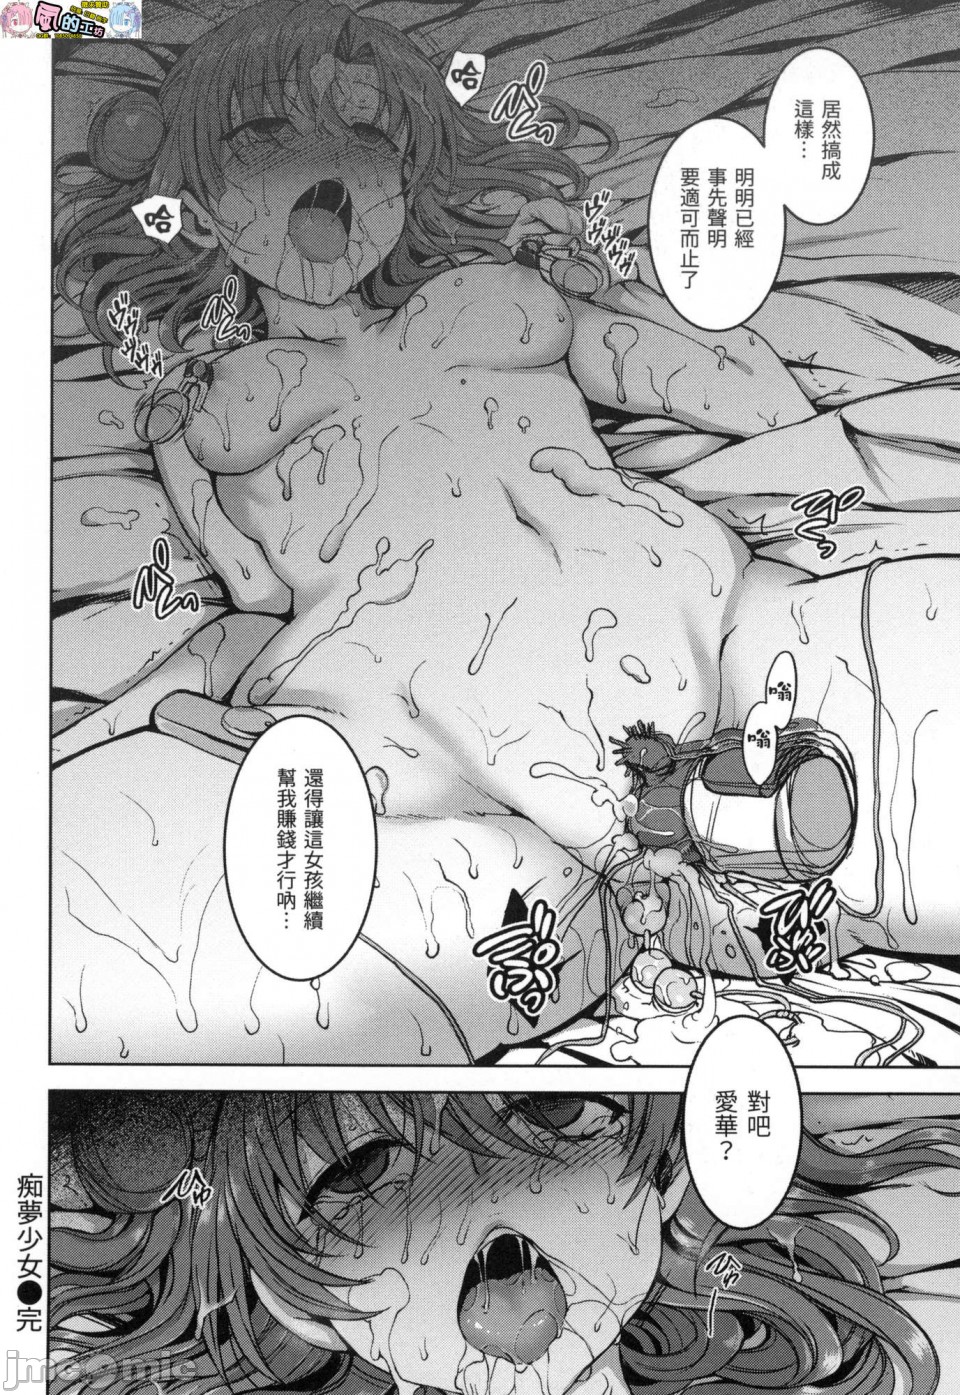 居然搞成
這樣…
明明已經
事先聲明
要適可而止了
哈
哈
嗡
嗡
還得讓這女孩繼續
幫我賺錢才行吶…
對吧
愛華?
痴夢少女●完
風的工坊
jmcomic